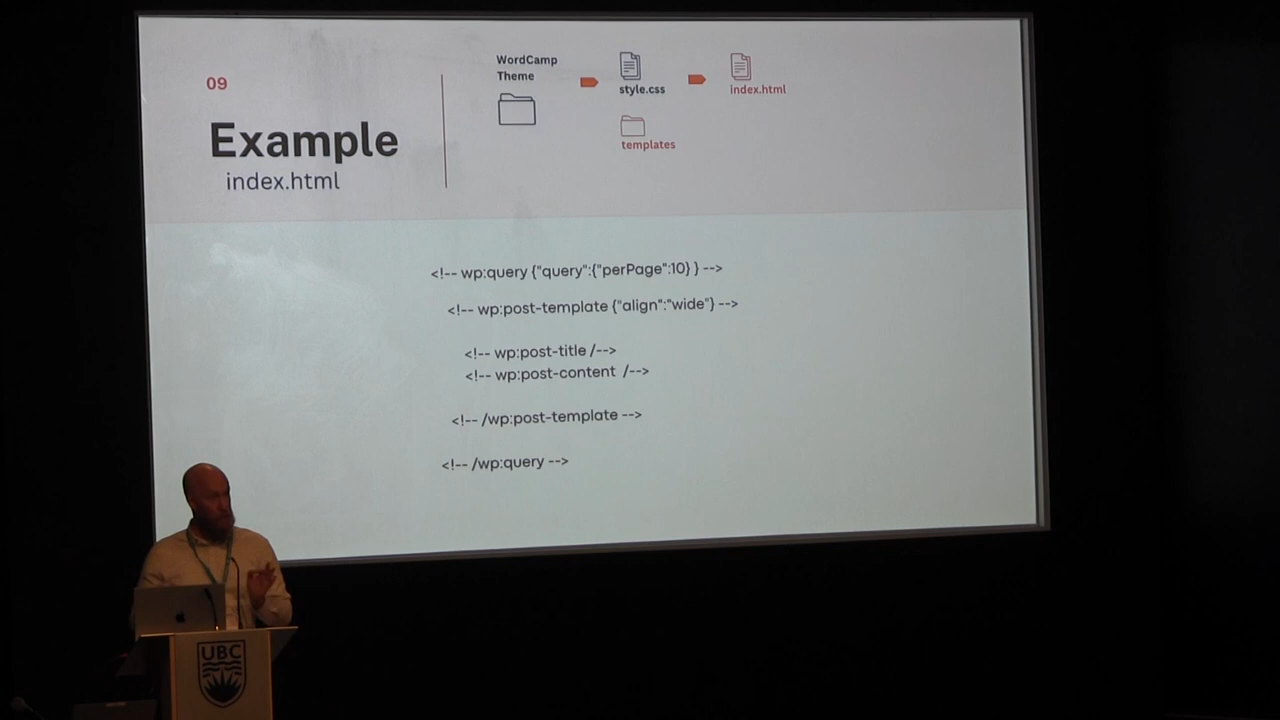 09
Example
index.html
WordCamp
Theme
style.css
index.html
templates
<!-- wp:query {"query":{"perPage":10} } -->
<!-- wp:post-template {"align":"wide"} -->
<!-- wp:post-title /-->
<!-- wp:post-content /-->
<!-- /wp:post-template -->
<!-- /wp:query -->
UBC